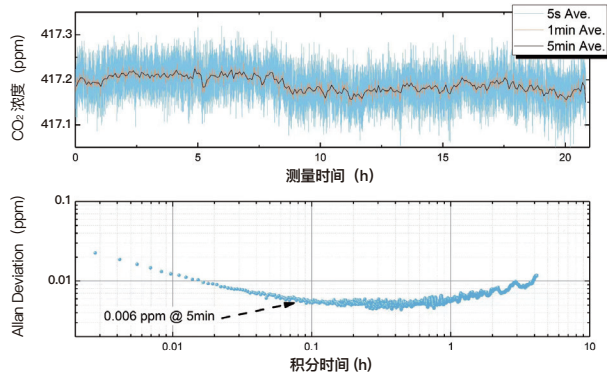 5s Ave.
1min Ave.
5min Ave.
CO₂ 浓度 (ppm)
417.3
417.2
417.1
0
5
10
15
20
测量时间 (h)
Allan Deviation (ppm)
0.1
0.01
0.006 ppm @ 5min
0.01
0.1
1
10
积分时间 (h)